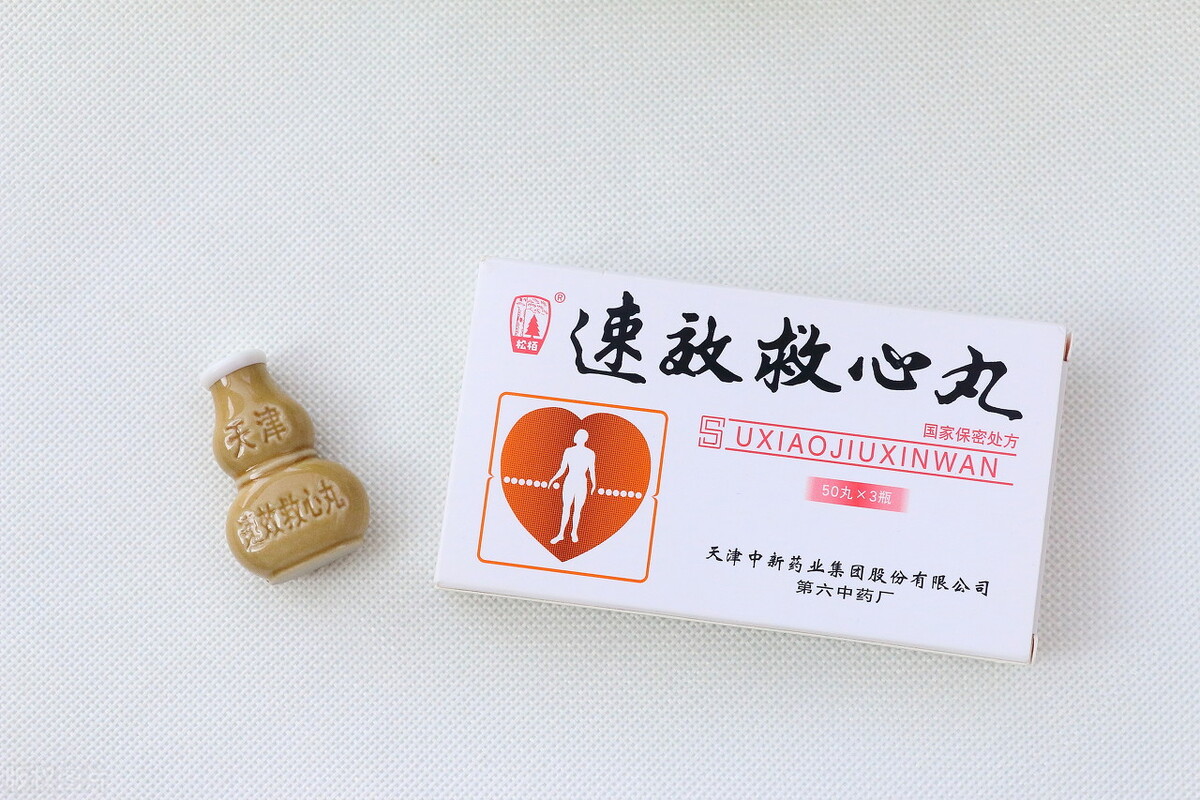 天津
速效救心丸
松柏
®
速效救心丸
国家保密处方
SUXIAOJIUXINWAN
50丸×3瓶
天津中新药业集团股份有限公司
第六中药厂